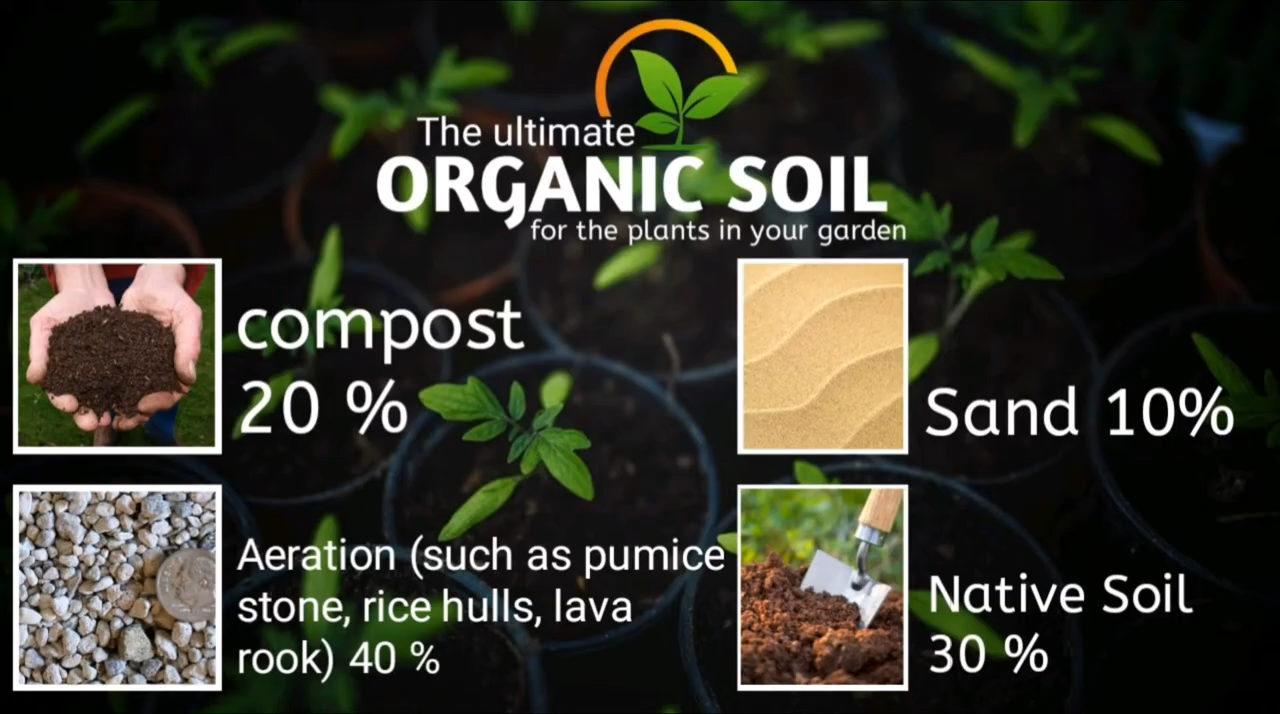 The ultimate
ORGANIC SOIL
for the plants in your garden
compost
20 %
Sand 10%
Aeration (such as pumice
stone, rice hulls, lava
rook) 40 %
Native Soil
30 %